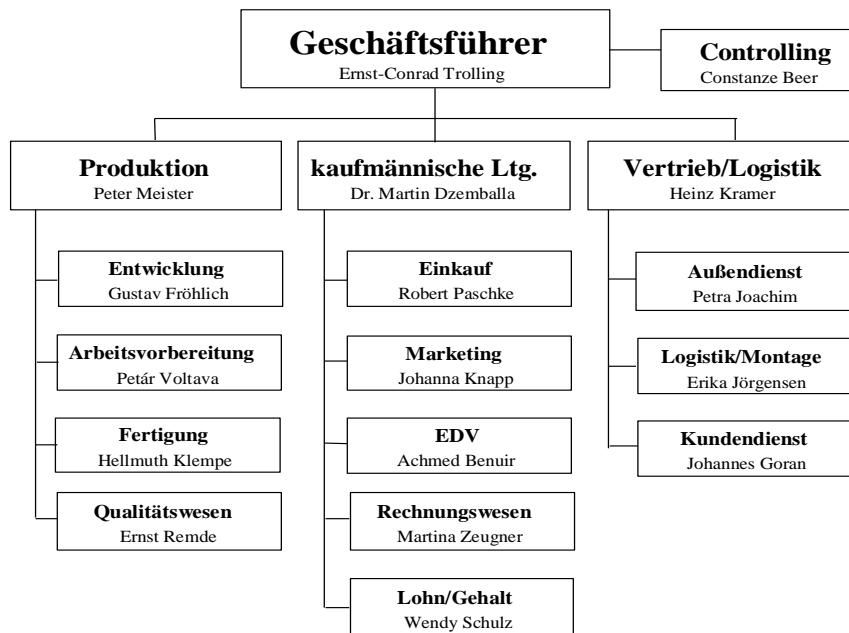 Geschäftsführer
Ernst-Conrad Trolling
Controlling
Constanze Beer
Produktion
Peter Meister
kaufmännische Ltg.
Dr. Martin Dzemballa
Vertrieb/Logistik
Heinz Kramer
Entwicklung
Gustav Fröhlich
Arbeitsvorbereitung
Petár Voltava
Fertigung
Hellmuth Klempe
Qualitätswesen
Ernst Remde
Einkauf
Robert Paschke
Marketing
Johanna Knapp
EDV
Achmed Benuir
Rechnungswesen
Martina Zeugner
Lohn/Gehalt
Wendy Schulz
Außendienst
Petra Joachim
Logistik/Montage
Erika Jörgensen
Kundendienst
Johannes Goran